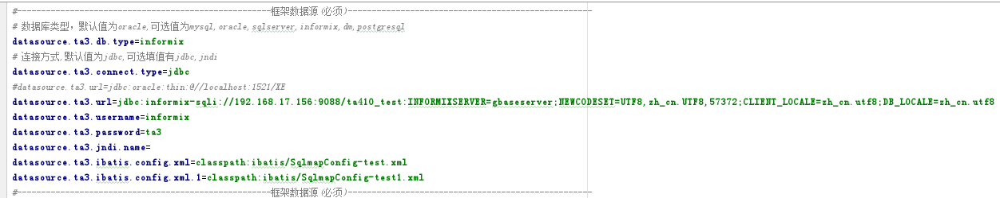 #--------------------------------------------框架数据源(必须)------------------------------------------
# 数据库类型，默认值为oracle,可选值为mysql,oracle,sqlserver,informix,dm,postgresql
datasource.ta3.db.type=informix
# 连接方式,默认值为jdbc,可选填值有jdbc,jndi
datasource.ta3.connect.type=jdbc
#datasource.ta3.url=jdbc:oracle:thin:@//localhost:1521/XE
datasource.ta3.url=jdbc:informix-sqli://192.168.17.156:9088/ta410_test:INFORMIXSERVER=gbaseserver;NEWCODESET=UTF8,zh_cn.UTF8,57372;CLIENT_LOCALE=zh_cn.utf8;DB_LOCALE=zh_cn.utf8
datasource.ta3.username=informix
datasource.ta3.password=ta3
datasource.ta3.jndi.name=
datasource.ta3.ibatis.config.xml=classpath:ibatis/SqlmapConfig-test.xml
datasource.ta3.ibatis.config.xml.1=classpath:ibatis/SqlmapConfig-test1.xml
#--------------------------------------------框架数据源(必须)------------------------------------------